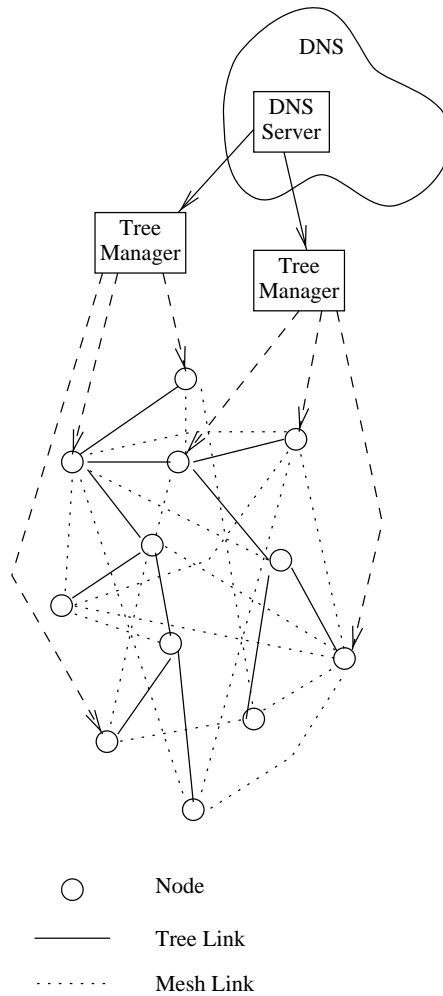 DNS
DNS
Server
Tree
Manager
Tree
Manager
Node
Tree Link
Mesh Link